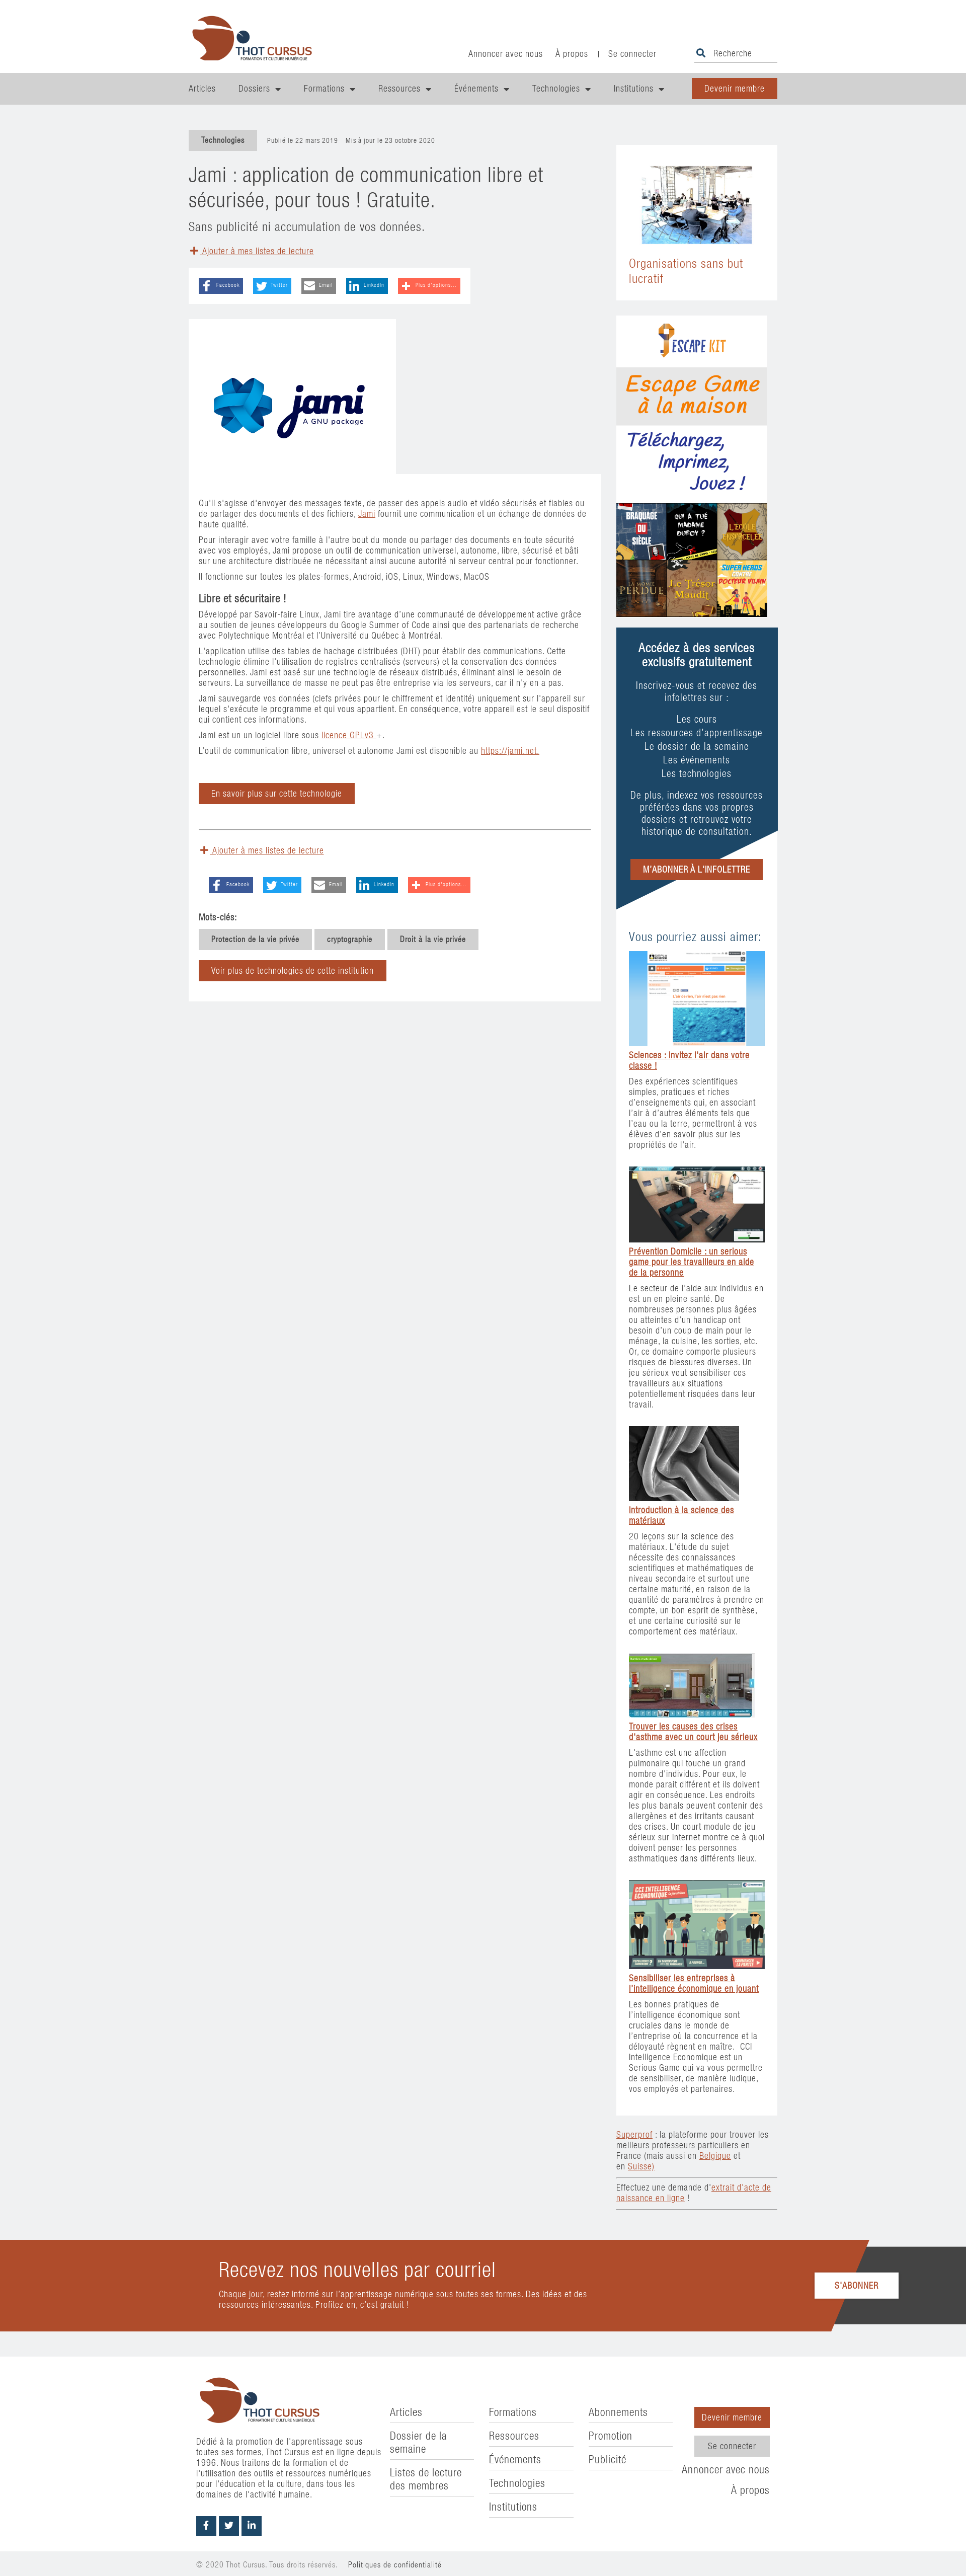 THOT CURSUS
FORMATION ET CULTURE NUMÉRIQUE
Annoncer avec nous
À propos
|
Se connecter
Recherche
Articles
Dossiers
Formations
Ressources
Événements
Technologies
Institutions
Devenir membre
Technologies
Publié le 22 mars 2019 Mis à jour le 23 octobre 2020
Jami : application de communication libre et
sécurisée, pour tous ! Gratuite.
Sans publicité ni accumulation de vos données.
Ajouter à mes listes de lecture
Facebook
Twitter
Email
LinkedIn
Plus d'options...
jami
A GNU package
Qu'il s'agisse d'envoyer des messages texte, de passer des appels audio et vidéo sécurisés et fiables ou
de partager des documents et des fichiers, Jami fournit une communication et un échange de données de
haute qualité.
Pour interagir avec votre famille à l'autre bout du monde ou partager des documents en toute sécurité
avec vos employés, Jami propose un outil de communication universel, autonome, libre, sécurisé et bâti
sur une architecture distribuée ne nécessitant ainsi aucune autorité ni serveur central pour fonctionner.
Il fonctionne sur toutes les plates-formes, Android, iOS, Linux, Windows, MacOS
Libre et sécuritaire !
Développé par Savoir-faire Linux, Jami tire avantage d'une communauté de développement active grâce
au soutien de jeunes développeurs du Google Summer of Code ainsi que des partenariats de recherche
avec Polytechnique Montréal et l'Université du Québec à Montréal.
L'application utilise des tables de hachage distribuées (DHT) pour établir des communications. Cette
technologie élimine l'utilisation de registres centralisés (serveurs) et la conservation des données
personnelles. Jami est basé sur une technologie de réseaux distribués, éliminant ainsi le besoin de
serveurs. La surveillance de masse ne peut pas être entreprise via les serveurs, car il n'y en a pas.
Jami sauvegarde vos données (clefs privées pour le chiffrement et identité) uniquement sur l'appareil sur
lequel s'exécute le programme et qui vous appartient. En conséquence, votre appareil est le seul dispositif
qui contient ces informations.
Jami est un un logiciel libre sous licence GPLv3 +.
L'outil de communication libre, universel et autonome Jami est disponible au https://jami.net.
En savoir plus sur cette technologie
Ajouter à mes listes de lecture
Facebook
Twitter
Email
LinkedIn
Plus d'options...
Mots-clés:
Protection de la vie privée
cryptographie
Droit à la vie privée
Voir plus de technologies de cette institution
Organisations sans but
lucratif
ESCAPE KIT
Escape Game
à la maison
Téléchargez,
Imprimez,
Jouez !
BRAQUAGE
DU
SIÈCLE
QUI A TUÉ
MADAME
DURCY ?
L'ÉCOLE
ENSORCELÉE
LA MOMIE
PERDUE
Le Trésor
Maudit
SUPER HEROS
CONTRE
DOCTEUR VILAIN
Accédez à des services
exclusifs gratuitement
Inscrivez-vous et recevez des
infolettres sur :
Les cours
Les ressources d'apprentissage
Le dossier de la semaine
Les événements
Les technologies
De plus, indexez vos ressources
préférées dans vos propres
dossiers et retrouvez votre
historique de consultation.
M'ABONNER À L'INFOLETTRE
Vous pourriez aussi aimer:
Sciences : invitez l'air dans votre
classe !
Des expériences scientifiques
simples, pratiques et riches
d'enseignements qui, en associant
l'air à d'autres éléments tels que
l'eau ou la terre, permettront à vos
élèves d'en savoir plus sur les
propriétés de l'air.
Prévention Domicile : un serious
game pour les travailleurs en aide
de la personne
Le secteur de l'aide aux individus en
est un en pleine santé. De
nombreuses personnes plus âgées
ou atteintes d'un handicap ont
besoin d'un coup de main pour le
ménage, la cuisine, les sorties, etc.
Or, ce domaine comporte plusieurs
risques de blessures diverses. Un
jeu sérieux veut sensibiliser ces
travailleurs aux situations
potentiellement risquées dans leur
travail.
Introduction à la science des
matériaux
20 leçons sur la science des
matériaux. L'étude du sujet
nécessite des connaissances
scientifiques et mathématiques de
niveau secondaire et surtout une
certaine maturité, en raison de la
quantité de paramètres à prendre en
compte, un bon esprit de synthèse,
et une certaine curiosité sur le
comportement des matériaux.
Trouver les causes des crises
d'asthme avec un court jeu sérieux
L'asthme est une affection
pulmonaire qui touche un grand
nombre d'individus. Pour eux, le
monde parait différent et ils doivent
agir en conséquence. Les endroits
les plus banals peuvent contenir des
allergènes et des irritants causant
des crises. Un court module de jeu
sérieux sur Internet montre ce à quoi
doivent penser les personnes
asthmatiques dans différents lieux.
CCI INTELLIGENCE
ÉCONOMIQUE
Sensibiliser les entreprises à
l'intelligence économique en jouant
Les bonnes pratiques de
l'intelligence économique sont
cruciales dans le monde de
l'entreprise où la concurrence et la
déloyauté règnent en maître. CCI
Intelligence Economique est un
Serious Game qui va vous permettre
de sensibiliser, de manière ludique,
vos employés et partenaires.
Superprof : la plateforme pour trouver les
meilleurs professeurs particuliers en
France (mais aussi en Belgique et
en Suisse)
Effectuez une demande d'extrait d'acte de
naissance en ligne !
Recevez nos nouvelles par courriel
Chaque jour, restez informé sur l'apprentissage numérique sous toutes ses formes. Des idées et des
ressources intéressantes. Profitez-en, c'est gratuit !
S'ABONNER
THOT CURSUS
FORMATION ET CULTURE NUMÉRIQUE
Dédié à la promotion de l'apprentissage sous
toutes ses formes, Thot Cursus est en ligne depuis
1996. Nous traitons de la formation et de
l'utilisation des outils et ressources numériques
pour l'éducation et la culture, dans tous les
domaines de l'activité humaine.
Articles
Dossier de la
semaine
Listes de lecture
des membres
Formations
Ressources
Événements
Technologies
Institutions
Abonnements
Promotion
Publicité
Devenir membre
Se connecter
Annoncer avec nous
À propos
© 2020 Thot Cursus. Tous droits réservés. Politiques de confidentialité